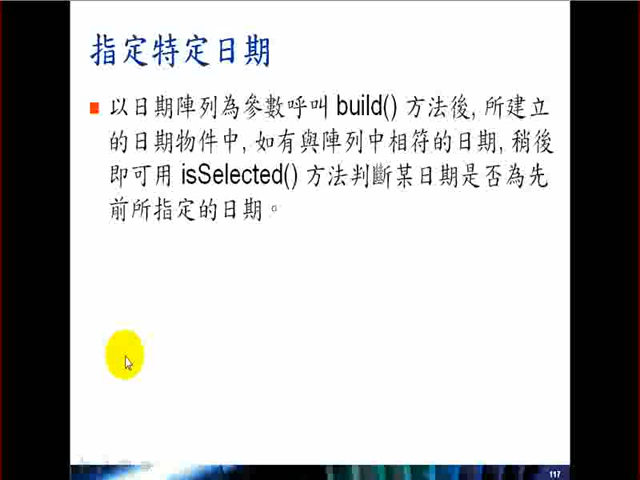 指定特定日期
以日期陣列為參數呼叫 build() 方法後, 所建立
的日期物件中, 如有與陣列中相符的日期, 稍後
即可用 isSelected() 方法判斷某日期是否為先
前所指定的日期。
117